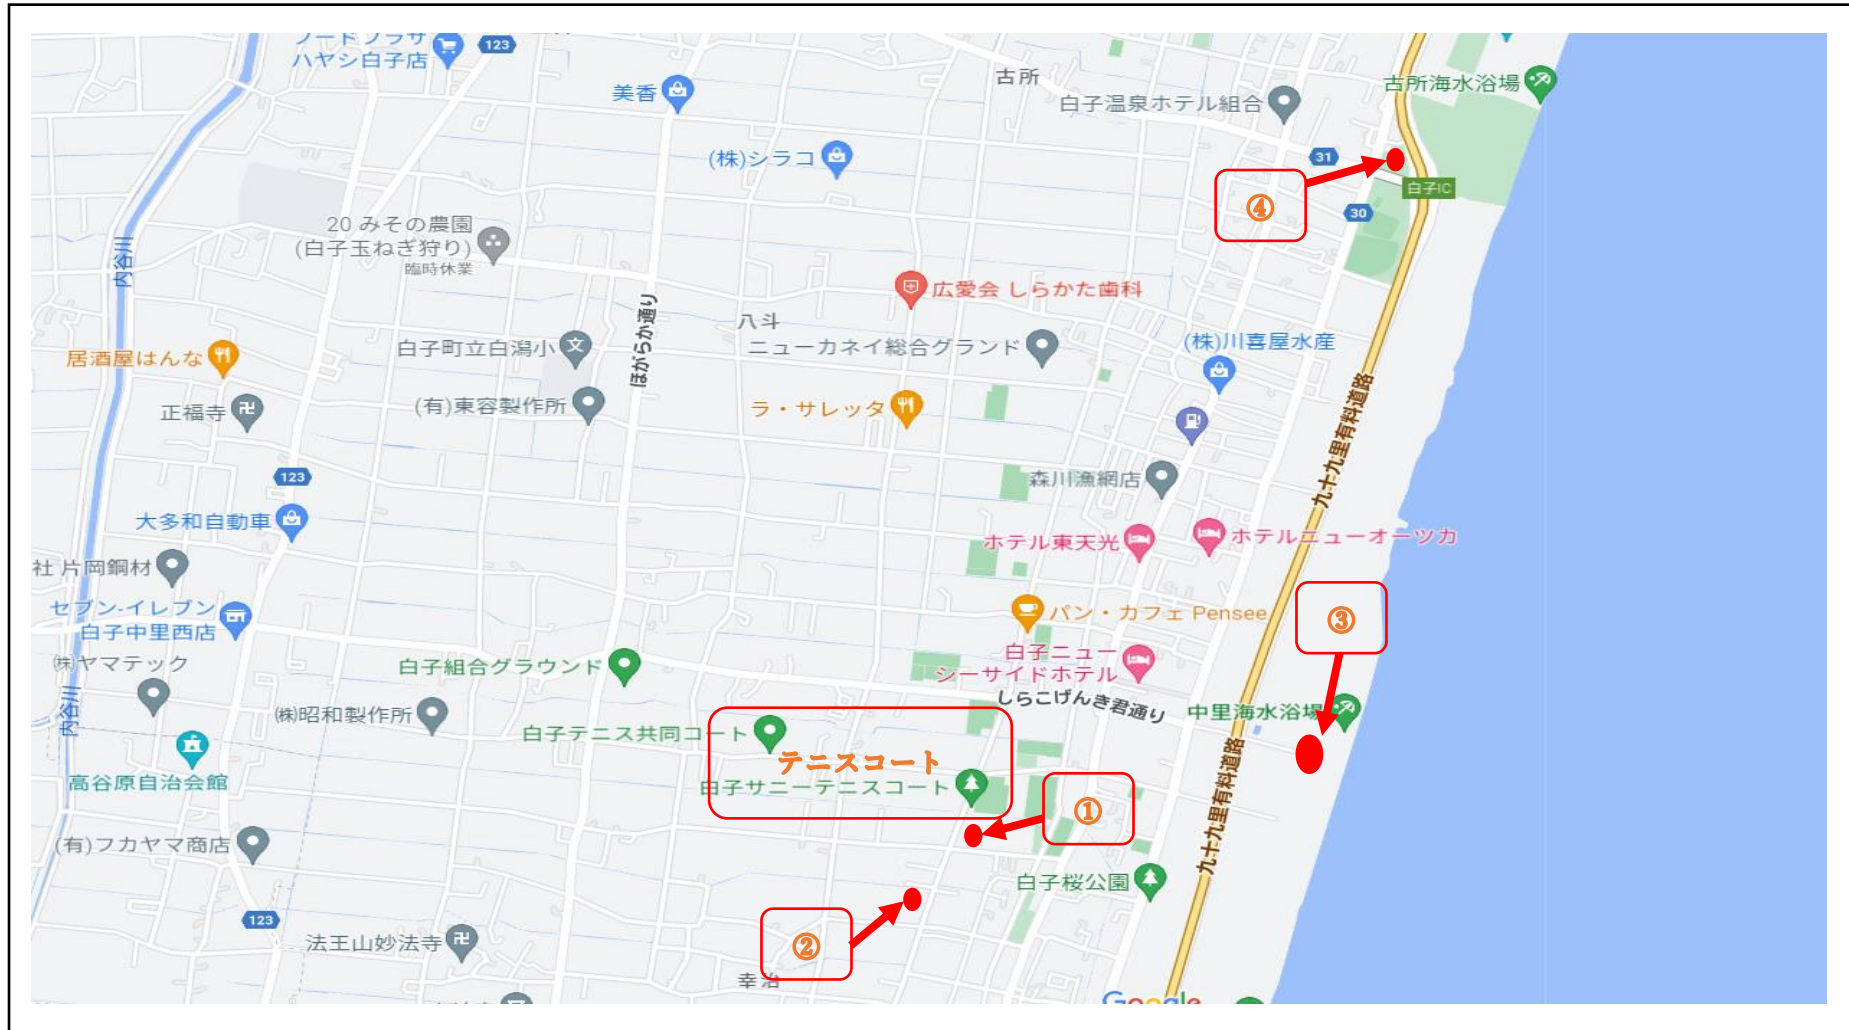 フードプラザ
ハヤシ白子店
123
美香
古所
白子温泉ホテル組合
古所海水浴場
(株)シラコ
31
白子IC
④
30
20 みその農園
(白子玉ねぎ狩り)
臨時休業
内谷川
広愛会 しらかた歯科
ほがらか通り
八斗
白子町立白潟小
ニューカネイ総合グランド
(株)川喜屋水産
居酒屋はんな
正福寺
(有)東容製作所
ラ・サレッタ
九十九里有料道路
123
森川漁網店
大多和自動車
ホテル東天光
ホテルニューオーツカ
社 片岡鋼材
セブン-イレブン
白子中里西店
パン・カフェ Pensee
③
㈱ヤマテック
白子組合グラウンド
白子ニュー
シーサイドホテル
しらこげんき君通り
内谷川
㈱昭和製作所
中里海水浴場
白子テニス共同コート
テニスコート
高谷原自治会館
白子サニーテニスコート
①
九十九里有料道路
(有)フカヤマ商店
白子桜公園
123
法王山妙法寺
②
幸治
Google